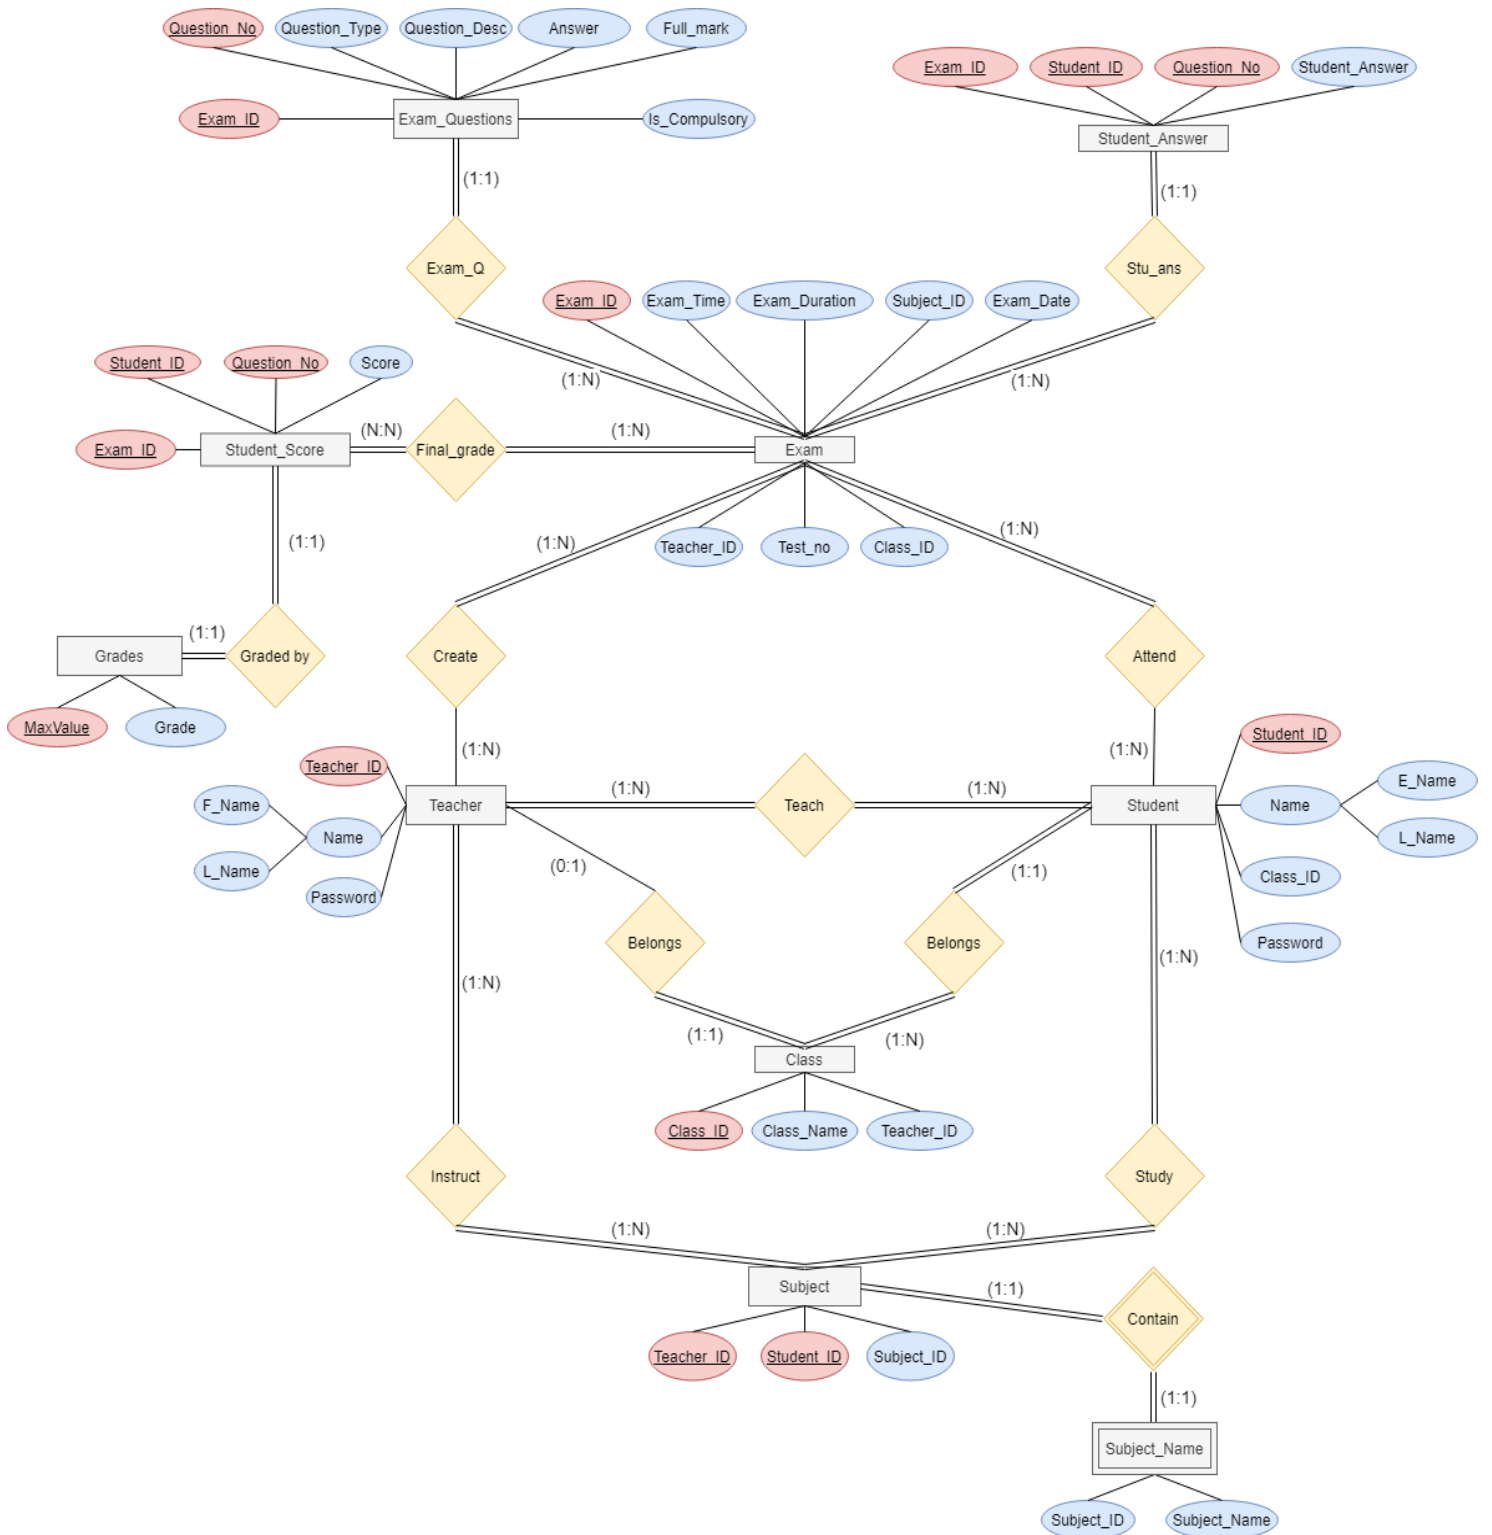 Question_No
Question_Type
Question_Desc
Answer
Full_mark
Exam_ID
Student_ID
Question_No
Student_Answer
Exam_ID
Exam_Questions
Is_Compulsory
Student_Answer
(1:1)
(1:1)
Exam_Q
Stu_ans
Exam_ID
Exam_Time
Exam_Duration
Subject_ID
Exam_Date
Student_ID
Question_No
Score
(1:N)
(1:N)
(N:N)
(1:N)
Exam_ID
Student_Score
Final_grade
Exam
(1:1)
(1:N)
(1:N)
Teacher_ID
Test_no
Class_ID
(1:1)
Grades
Graded by
Create
Attend
MaxValue
Grade
(1:N)
(1:N)
Student_ID
Teacher_ID
F_Name
Name
L_Name
Password
Teacher
(1:N)
Teach
(1:N)
Student
Name
E_Name
L_Name
Class_ID
Password
(0:1)
(1:1)
Belongs
Belongs
(1:N)
(1:N)
(1:1)
(1:N)
Class
Class_ID
Class_Name
Teacher_ID
Instruct
Study
(1:N)
(1:N)
Subject
(1:1)
Contain
Teacher_ID
Student_ID
Subject_ID
(1:1)
Subject_Name
Subject_ID
Subject_Name